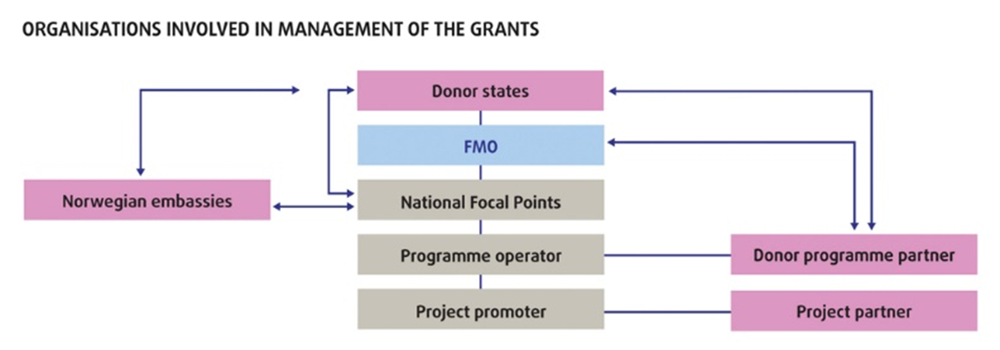 ORGANISATIONS INVOLVED IN MANAGEMENT OF THE GRANTS
Donor states
FMO
Norwegian embassies
National Focal Points
Programme operator
Donor programme partner
Project promoter
Project partner